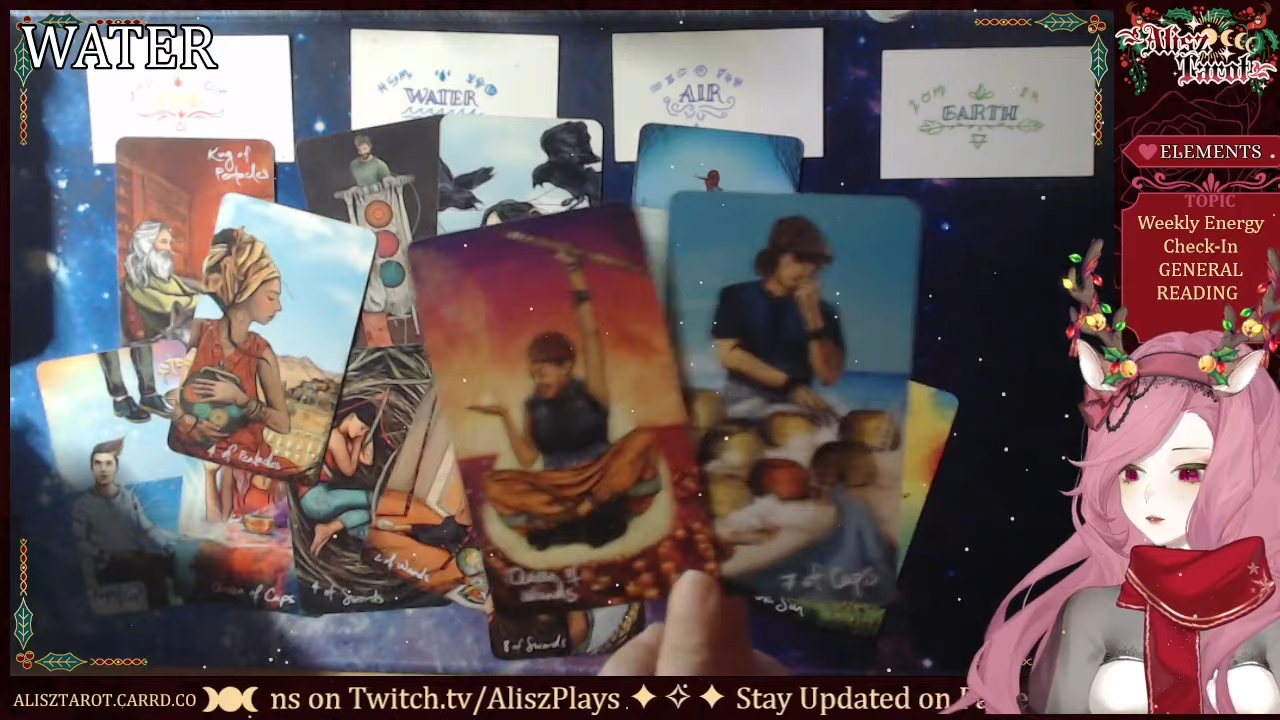 WATER
WATER
AIR
EARTH
King of
Pentacles
4 of Pentacles
4 of Swords
2 of Wands
of Cups
Queen of
Wands
7 of Cups
8 of Swords
Sun
Alisz
Tarot
ELEMENTS
TOPIC
Weekly Energy
Check-In
GENERAL
READING
ALISZTAROT.CARRD.CO
ns on Twitch.tv/AliszPlays
Stay Updated on